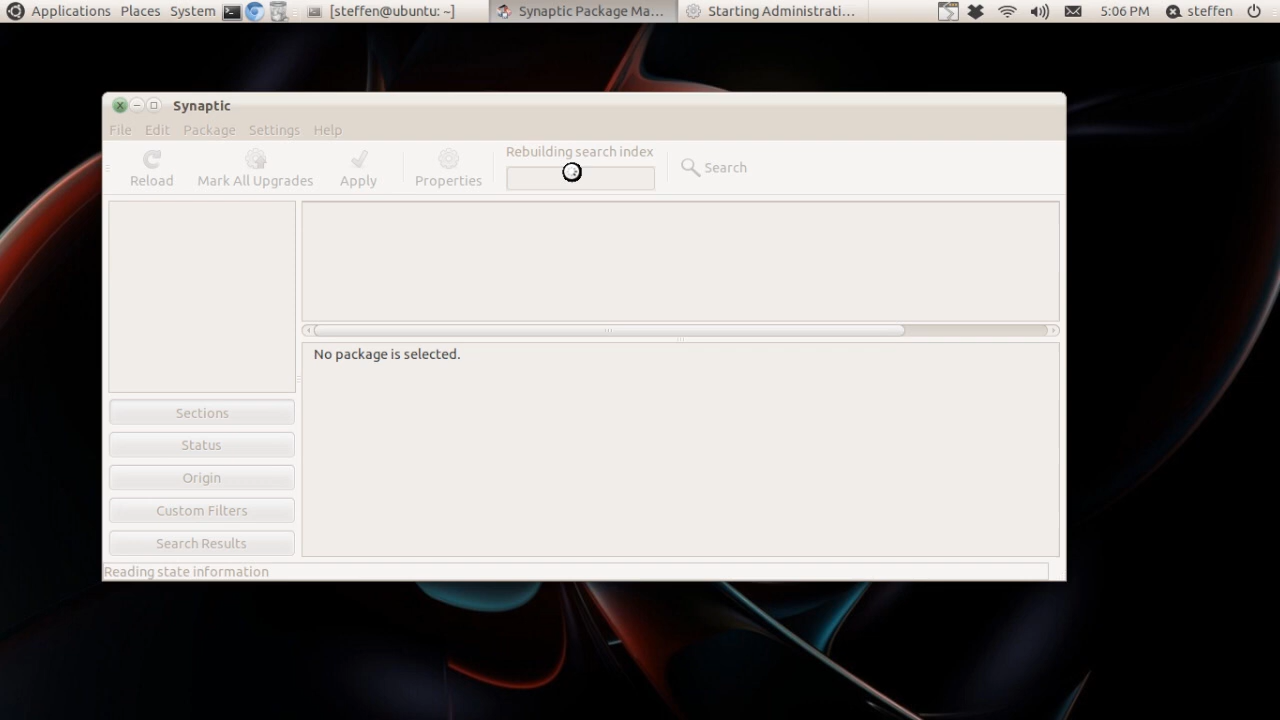 Applications Places System [steffen@ubuntu: ~] Synaptic Package Ma... Starting Administrati... 5:06 PM steffen
Synaptic
File Edit Package Settings Help
Rebuilding search index
Reload Mark All Upgrades Apply Properties Search
No package is selected.
Sections
Status
Origin
Custom Filters
Search Results
Reading state information